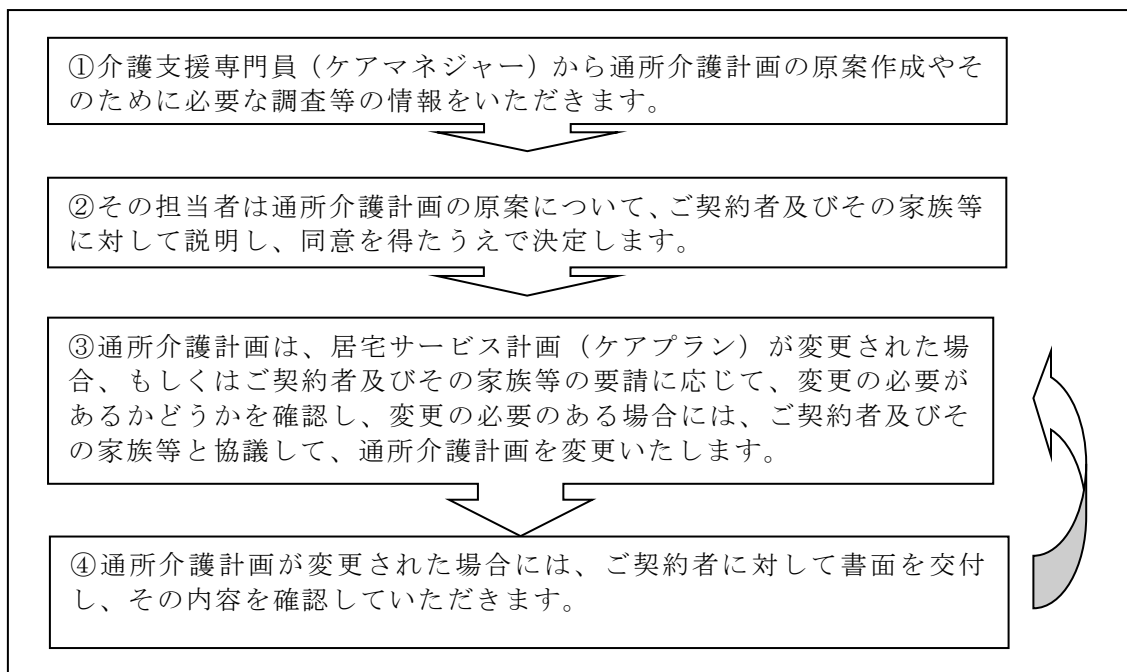 ①介護支援専門員（ケアマネジャー）から通所介護計画の原案作成やそ
のために必要な調査等の情報をいただきます。
②その担当者は通所介護計画の原案について、ご契約者及びその家族等
に対して説明し、同意を得たうえで決定します。
③通所介護計画は、居宅サービス計画（ケアプラン）が変更された場
合、もしくはご契約者及びその家族等の要請に応じて、変更の必要が
あるかどうかを確認し、変更の必要のある場合には、ご契約者及びそ
の家族等と協議して、通所介護計画を変更いたします。
④通所介護計画が変更された場合には、ご契約者に対して書面を交付
し、その内容を確認していただきます。